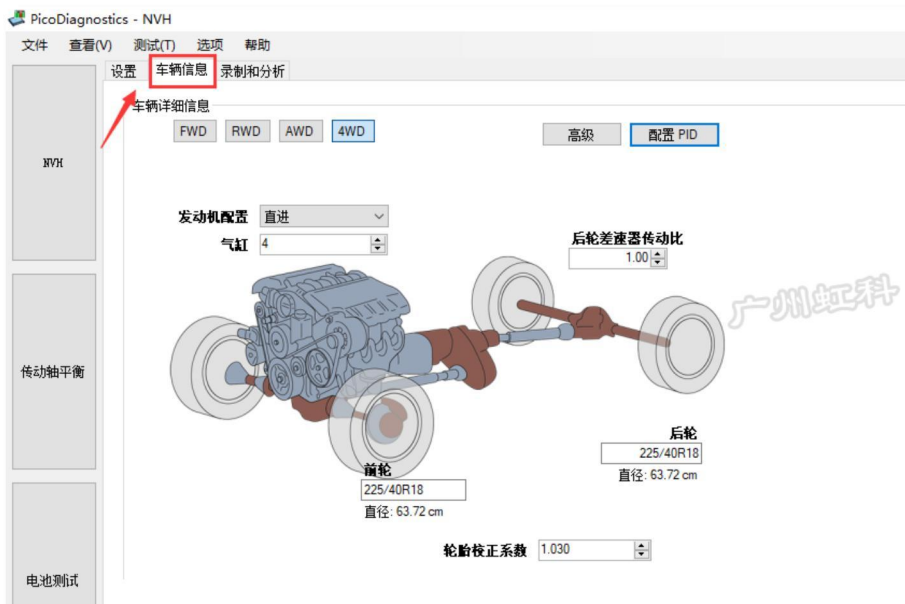 PicoDiagnostics - NVH
文件 查看(V) 测试(T) 选项 帮助
设置 车辆信息 录制和分析
车辆详细信息
FWD RWD AWD 4WD 高级 配置 PID
NVH
发动机配置 直进
气缸 4
后轮差速器传动比
1.00
广州虹科
传动轴平衡
后轮
225/40R18
直径: 63.72 cm
前轮
225/40R18
直径: 63.72 cm
轮胎校正系数 1.030
电池测试